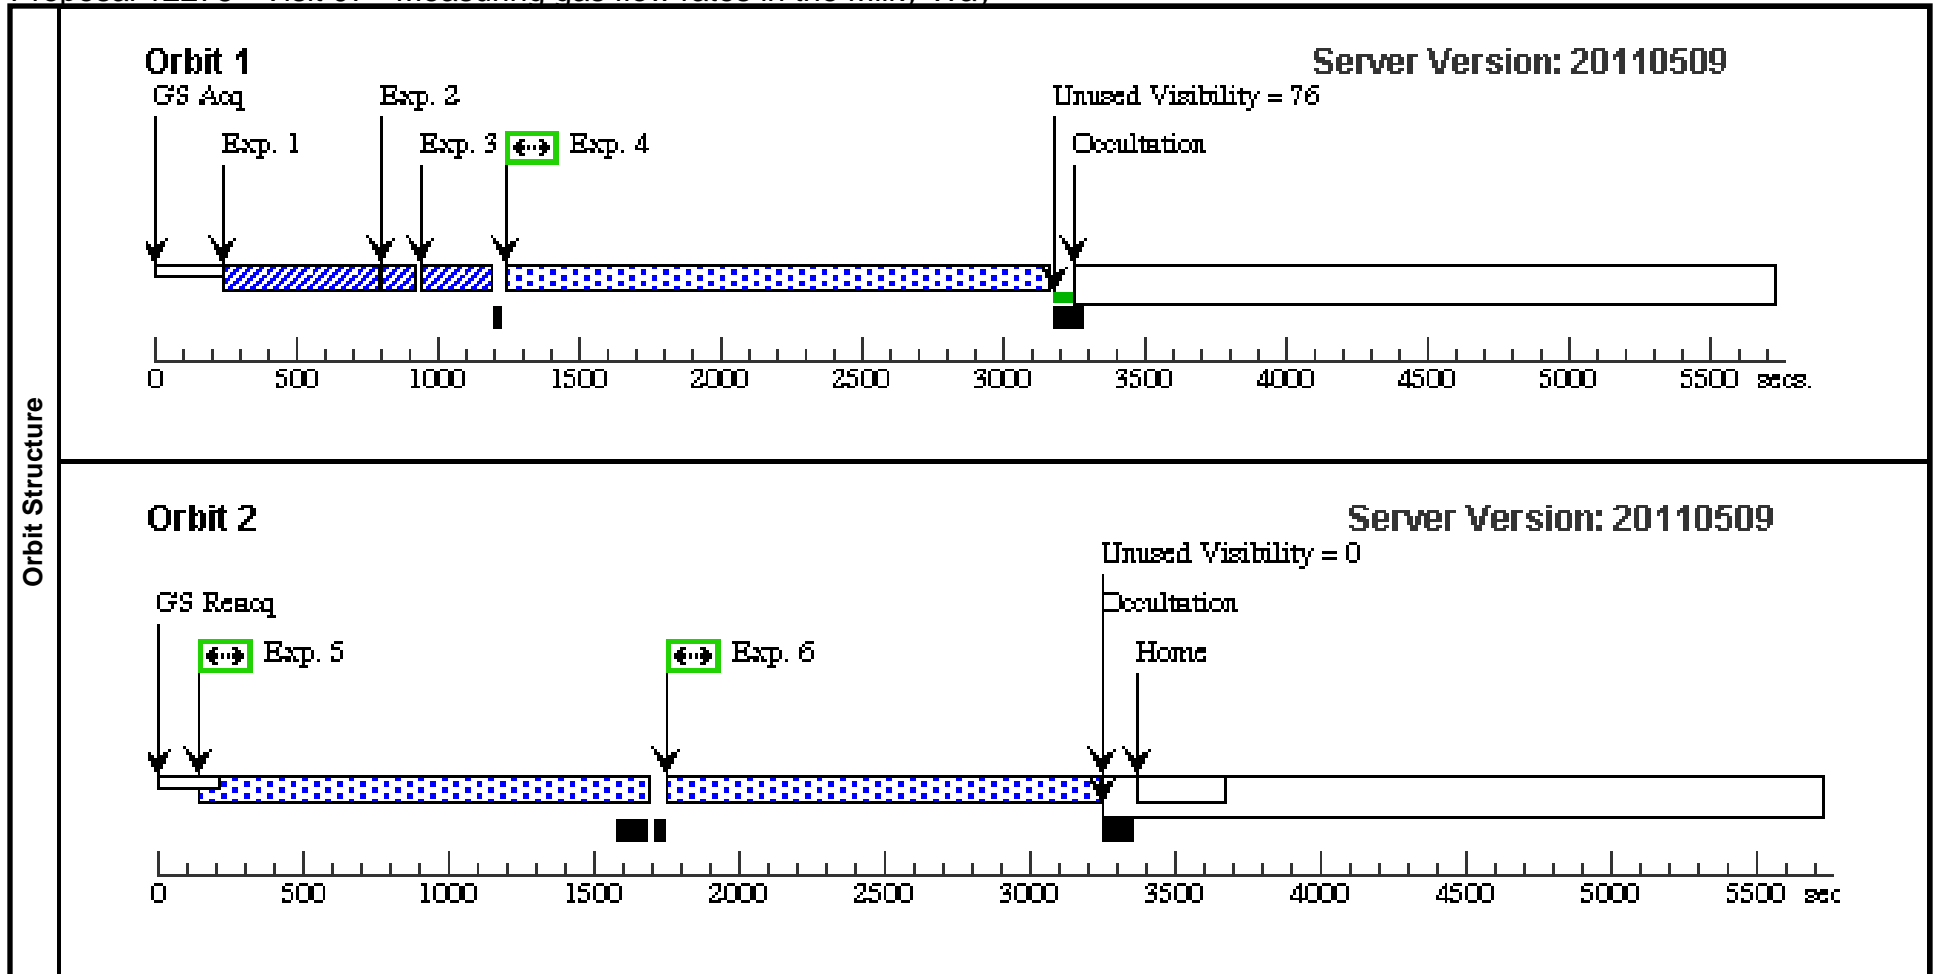 Orbit Structure
Orbit 1
Server Version: 20110509
GS Acq
Exp. 2
Unused Visibility = 76
Exp. 1
Exp. 3
Exp. 4
Occultation
0 500 1000 1500 2000 2500 3000 3500 4000 4500 5000 5500 secs.
Orbit 2
Server Version: 20110509
Unused Visibility = 0
GS Reacq
Occultation
Exp. 5
Exp. 6
Home
0 500 1000 1500 2000 2500 3000 3500 4000 4500 5000 5500 sec